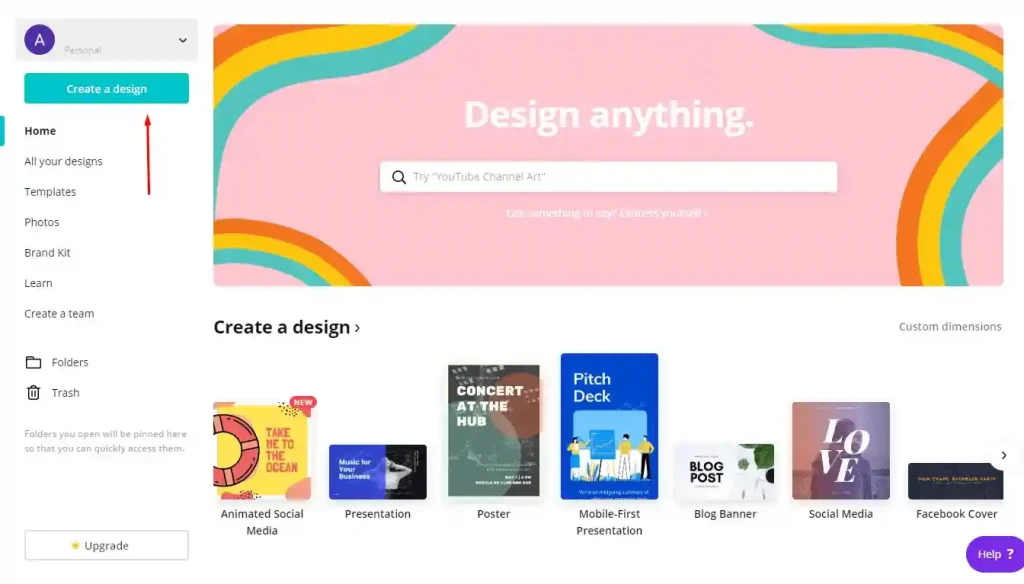 A
Personal
Create a design
Home
All your designs
Templates
Photos
Brand Kit
Learn
Create a team
Folders
Trash
Folders you open will be pinned here
so that you can quickly access them.
Upgrade
Design anything.
Try "YouTube Channel Art"
Got something to say? Express yourself ›
Create a design ›
Custom dimensions
NEW
TAKE
ME TO
THE
OCEAN
Animated Social
Media
Music for
Your
Business
Presentation
CONCERT
AT THE
HUB
Poster
Pitch
Deck
Mobile-First
Presentation
BLOG
POST
Blog Banner
LO
VE
Social Media
Facebook Cover
Help ?